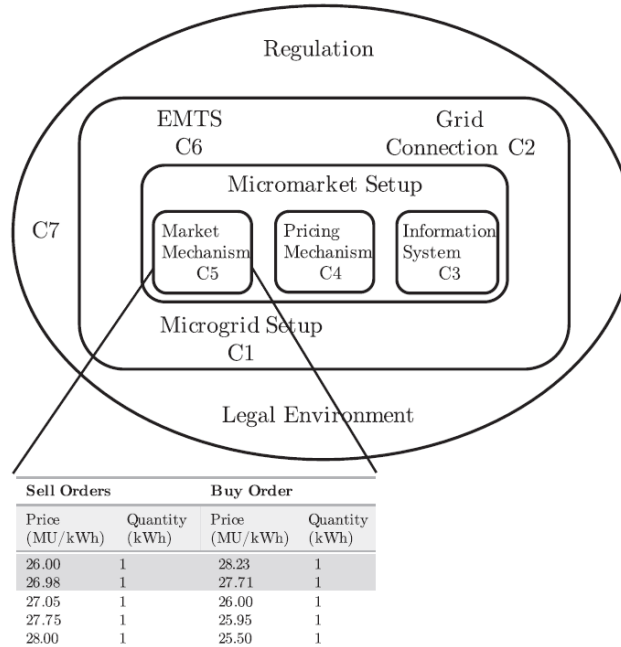 Regulation
EMTS
C6
Grid
Connection C2
Micromarket Setup
C7
Market
Mechanism
C5
Pricing
Mechanism
C4
Information
System
C3
Microgrid Setup
C1
Legal Environment
Sell Orders Buy Order
Price Quantity Price Quantity
(MU/kWh) (kWh) (MU/kWh) (kWh)
26.00 1 28.23 1
26.98 1 27.71 1
27.05 1 26.00 1
27.75 1 25.95 1
28.00 1 25.50 1